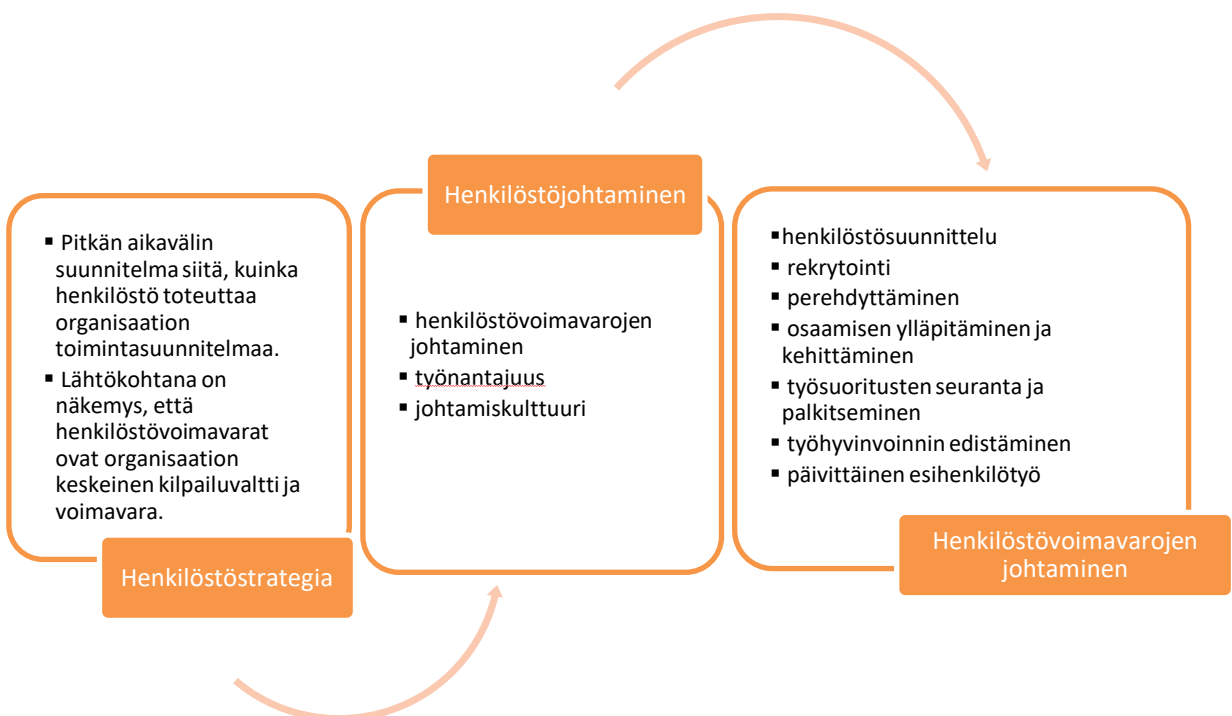 ▪ Pitkän aikavälin
suunnitelma siitä, kuinka
henkilöstö toteuttaa
organisaation
toimintasuunnitelmaa.
▪ Lähtökohtana on
näkemys, että
henkilöstövoimavarat
ovat organisaation
keskeinen kilpailuvaltti ja
voimavara.
Henkilöstöstrategia
Henkilöstöjohtaminen
▪ henkilöstövoimavarojen
johtaminen
▪ työnantajuus
▪ johtamiskulttuuri
▪henkilöstösuunnittelu
▪ rekrytointi
▪ perehdyttäminen
▪ osaamisen ylläpitäminen ja
kehittäminen
▪ työsuoritusten seuranta ja
palkitseminen
▪ työhyvinvoinnin edistäminen
▪ päivittäinen esihenkilötyö
Henkilöstövoimavarojen
johtaminen